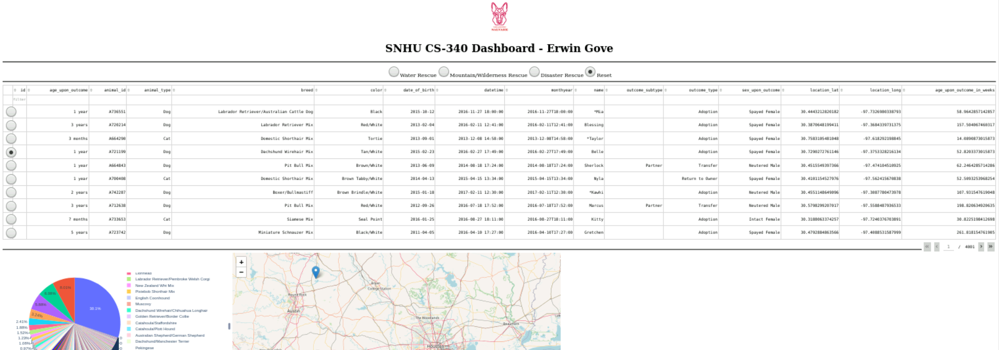 SALVARE
SNHU CS-340 Dashboard - Erwin Gove
Water Rescue Mountain/Wilderness Rescue Disaster Rescue Reset
id age_upon_outcome animal_id animal_type breed color date_of_birth datetime monthyear name outcome_subtype outcome_type sex_upon_outcome location_lat location_long age_upon_outcome_in_weeks
filter
1 year A736551 Dog Labrador Retriever/Australian Cattle Dog Black 2015-10-12 2016-11-27 18:00:00 2016-11-27T18:00:00 *Mia Adoption Spayed Female 30.4443212820182 -97.7326980338793 58.9642857142857
3 years A720214 Dog Labrador Retriever Mix Red/White 2013-02-04 2016-02-11 12:41:00 2016-02-11T12:41:00 Blessing Adoption Spayed Female 30.3870648199411 -97.3684339731375 157.504067460317
3 months A664290 Cat Domestic Shorthair Mix Tortie 2013-09-01 2013-12-08 14:58:00 2013-12-08T14:58:00 *Taylor Adoption Spayed Female 30.7583105481048 -97.618292198845 14.0890873015873
1 year A721199 Dog Dachshund Wirehair Mix Tan/White 2015-02-23 2016-02-27 17:49:00 2016-02-27T17:49:00 Belle Adoption Spayed Female 30.7290272761146 -97.3753328216134 52.8203373015873
1 year A664843 Dog Pit Bull Mix Brown/White 2013-06-09 2014-08-18 17:24:00 2014-08-18T17:24:00 Sherlock Partner Transfer Neutered Male 30.4515549397366 -97.474104510925 62.2464285714286
1 year A700408 Cat Domestic Shorthair Mix Brown Tabby/White 2014-04-13 2015-04-15 13:34:00 2015-04-15T13:34:00 Nyla Return to Owner Spayed Female 30.4101154527976 -97.562415670838 52.5093253968254
2 years A742287 Dog Boxer/Bullmastiff Brown Brindle/White 2015-01-18 2017-02-11 12:30:00 2017-02-11T12:30:00 *Kawhi Adoption Neutered Male 30.4551148649096 -97.3087780473978 107.931547619048
3 years A712638 Dog Pit Bull Mix Red/White 2012-09-26 2016-07-18 17:52:00 2016-07-18T17:52:00 Marcus Partner Transfer Neutered Male 30.5798299207017 -97.5588487936533 198.820634920635
7 months A733653 Cat Siamese Mix Seal Point 2016-01-25 2016-08-27 18:11:00 2016-08-27T18:11:00 Kitty Adoption Intact Female 30.3188063374257 -97.7240376703891 30.8225198412698
5 years A723742 Dog Miniature Schnauzer Mix Black/White 2011-04-05 2016-04-10 17:27:00 2016-04-10T17:27:00 Gretchen Adoption Spayed Female 30.4792884863566 -97.4088531587999 261.818154761905
« ‹ 1 / 4001 › »
30.1%
8.01%
6.08%
5.88%
3.24%
2.41%
1.88%
1.52%
1.23%
1.08%
0.97%
0
0
0
Lionhead
Labrador Retriever/Pembroke Welsh Corgi
New Zealand Wht Mix
Pixiebob Shorthair Mix
English Coonhound
Muscovy
Dachshund Wirehair/Chihuahua Longhair
Golden Retriever/Border Collie
Catahoula/Staffordshire
Catahoula/Plott Hound
Australian Shepherd/German Shepherd
Dachshund/Manchester Terrier
Pekingese
+
−
Bryan
College Station
Round Rock
Austin
The Woodlands
Beaumont
Houston